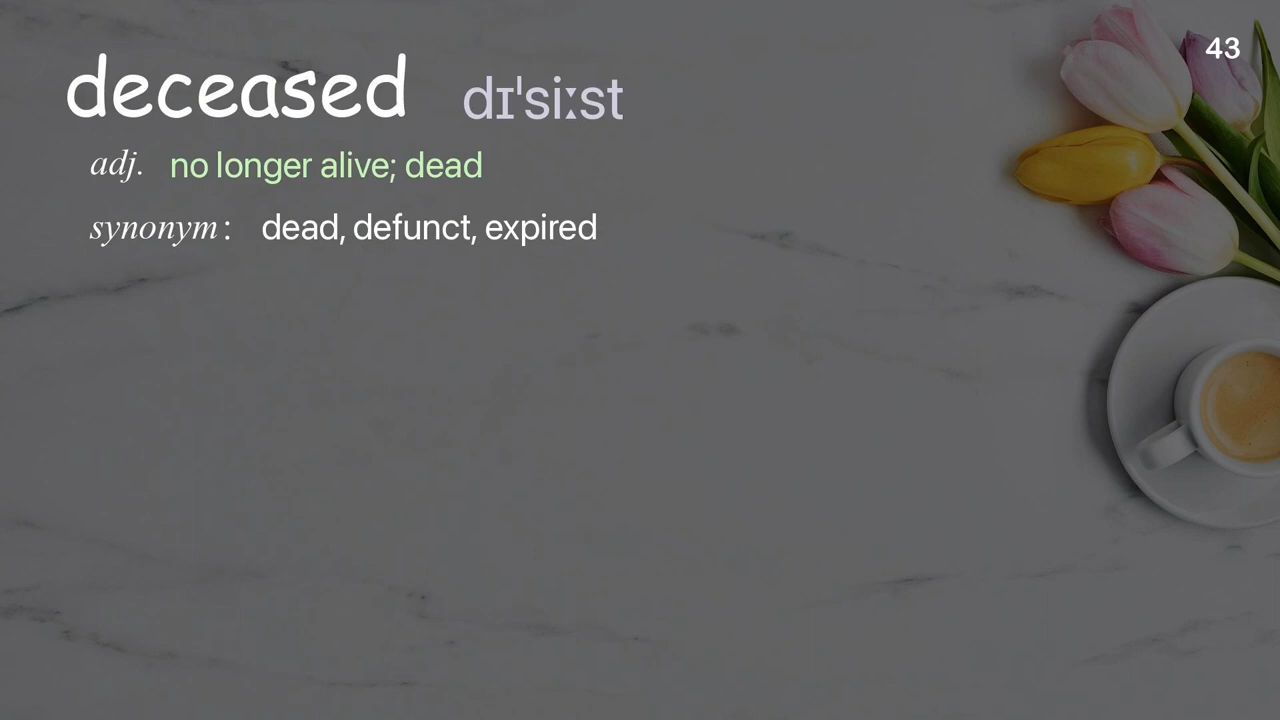 43
deceased dɪˈsiːst
adj. no longer alive; dead
synonym : dead, defunct, expired